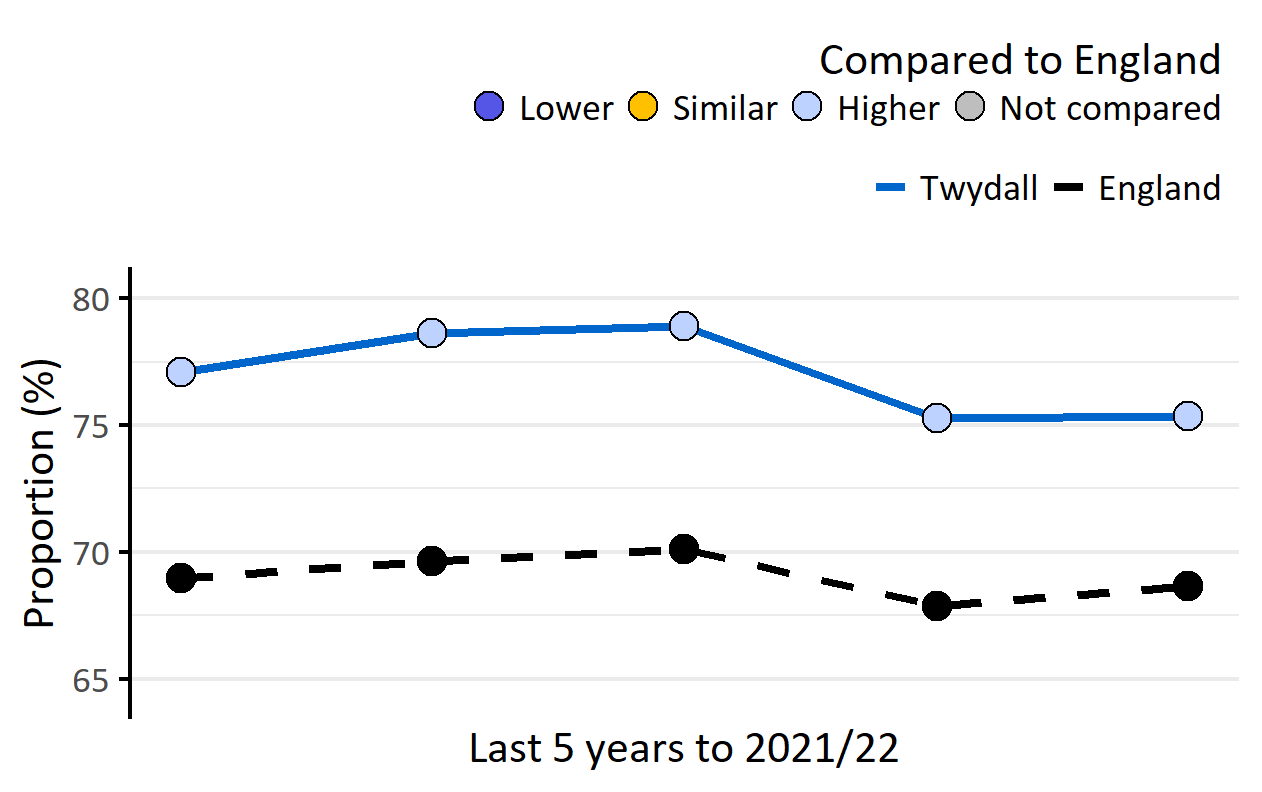 Compared to England
Lower Similar Higher Not compared
Twydall England
80
75
70
65
Proportion (%)
Last 5 years to 2021/22